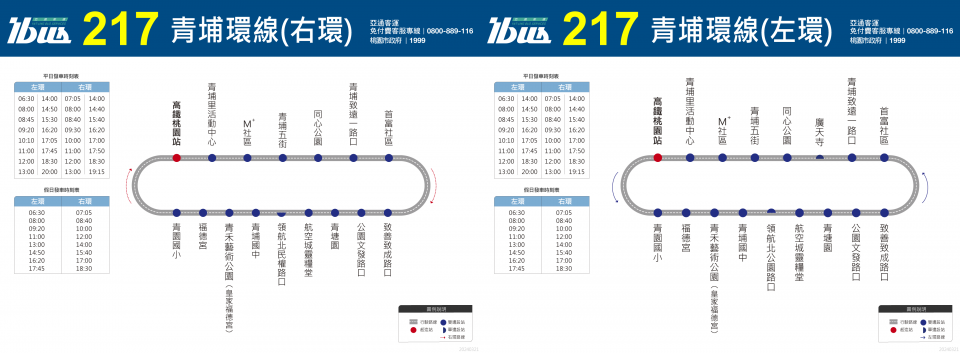 ibus 217 青埔環線(右環)
亞通客運
免付費客服專線｜0800-889-116
桃園市政府｜1999
平日發車時刻表
左環 右環
06:30 14:00 07:05 14:00
08:00 14:50 08:00 14:40
08:45 15:30 08:40 15:40
09:20 16:20 09:30 16:20
10:10 17:05 10:00 17:00
11:00 17:45 11:00 17:50
12:00 18:30 12:00 18:30
13:00 20:00 13:00 19:15
假日發車時刻表
左環 右環
06:30 07:05
08:00 08:40
09:20 10:00
11:00 12:00
13:00 14:00
14:50 15:40
16:20 17:00
17:45 18:30
高鐵桃園站
青埔里活動中心
M+社區
青埔五街
同心公園
青埔致遠一路口
首富社區
青園國小
福德宮
青禾藝術公園(皇家福德宮)
青埔國中
領航北民權路口
航空城靈糧堂
青塘園
公園文發路口
致善致成路口
圖例說明
行駛路線 雙邊設站
起迄站 單邊設站
右環路線
ibus 217 青埔環線(左環)
亞通客運
免付費客服專線｜0800-889-116
桃園市政府｜1999
平日發車時刻表
左環 右環
06:30 14:00 07:05 14:00
08:00 14:50 08:00 14:40
08:45 15:30 08:40 15:40
09:20 16:20 09:30 16:20
10:10 17:05 10:00 17:00
11:00 17:45 11:00 17:50
12:00 18:30 12:00 18:30
13:00 20:00 13:00 19:15
假日發車時刻表
左環 右環
06:30 07:05
08:00 08:40
09:20 10:00
11:00 12:00
13:00 14:00
14:50 15:40
16:20 17:00
17:45 18:30
高鐵桃園站
青埔里活動中心
M+社區
青埔五街
同心公園
廣天寺
青埔致遠一路口
首富社區
青園國小
福德宮
青禾藝術公園(皇家福德宮)
青埔國中
領航北公園路口
航空城靈糧堂
青塘園
公園文發路口
致善致成路口
圖例說明
行駛路線 雙邊設站
起迄站 單邊設站
左環路線